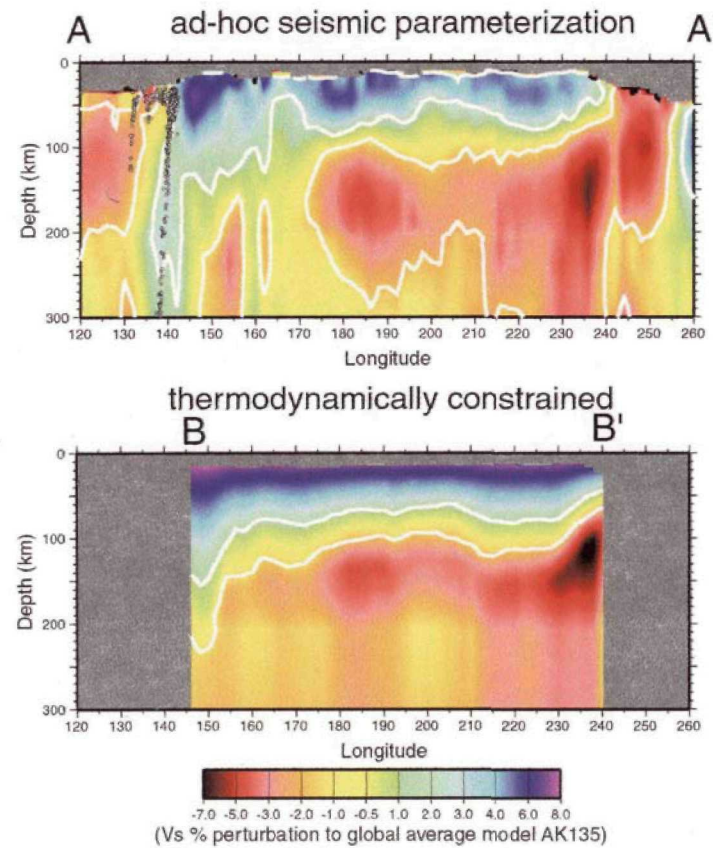 A ad-hoc seismic parameterization A
0
100
200
300
Depth (km)
120 130 140 150 160 170 180 190 200 210 220 230 240 250 260
Longitude
thermodynamically constrained
B B'
0
100
200
300
Depth (km)
120 130 140 150 160 170 180 190 200 210 220 230 240 250 260
Longitude
-7.0 -5.0 -3.0 -2.0 -1.0 -0.5 1.0 2.0 3.0 4.0 6.0 8.0
(Vs % perturbation to global average model AK135)